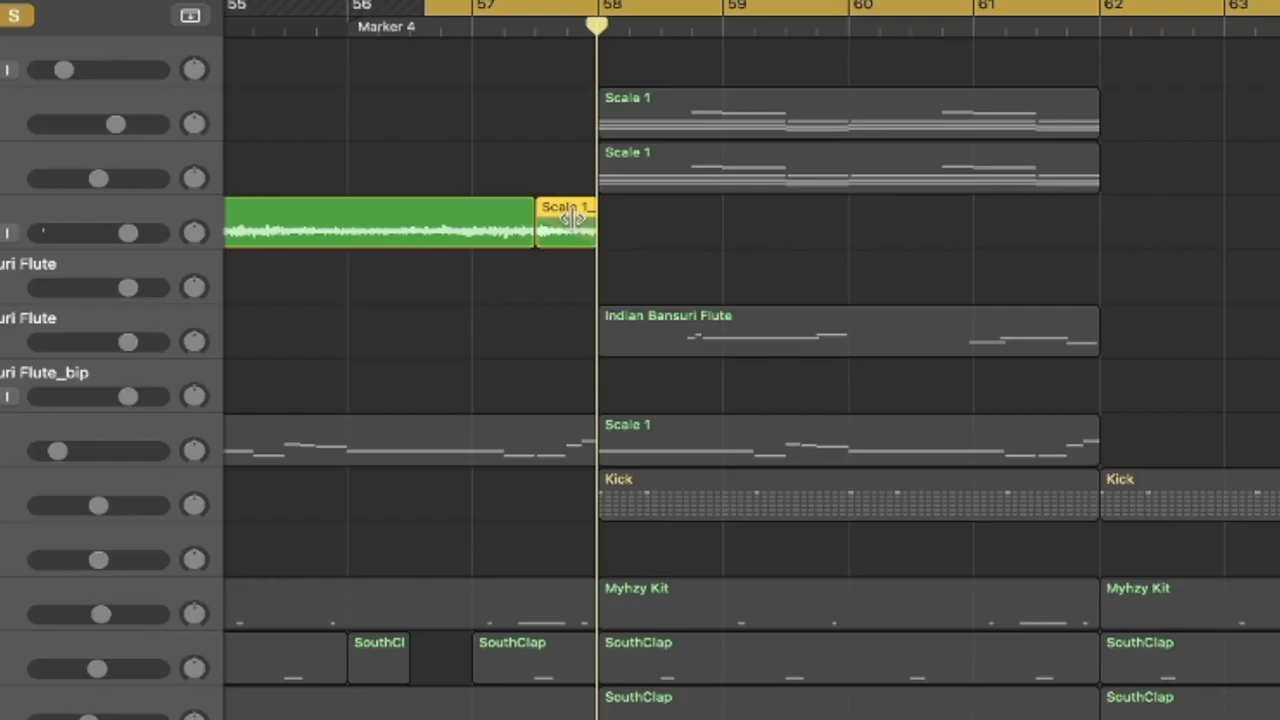 S
55 56 57 58 59 60 61 62 63
Marker 4
I
Scale 1
Scale 1
I
Scale 1_
uri Flute
uri Flute
Indian Bansuri Flute
uri Flute_bip
I
Scale 1
Kick Kick
Myhzy Kit Myhzy Kit
SouthCl SouthClap SouthClap SouthClap
SouthClap SouthClap